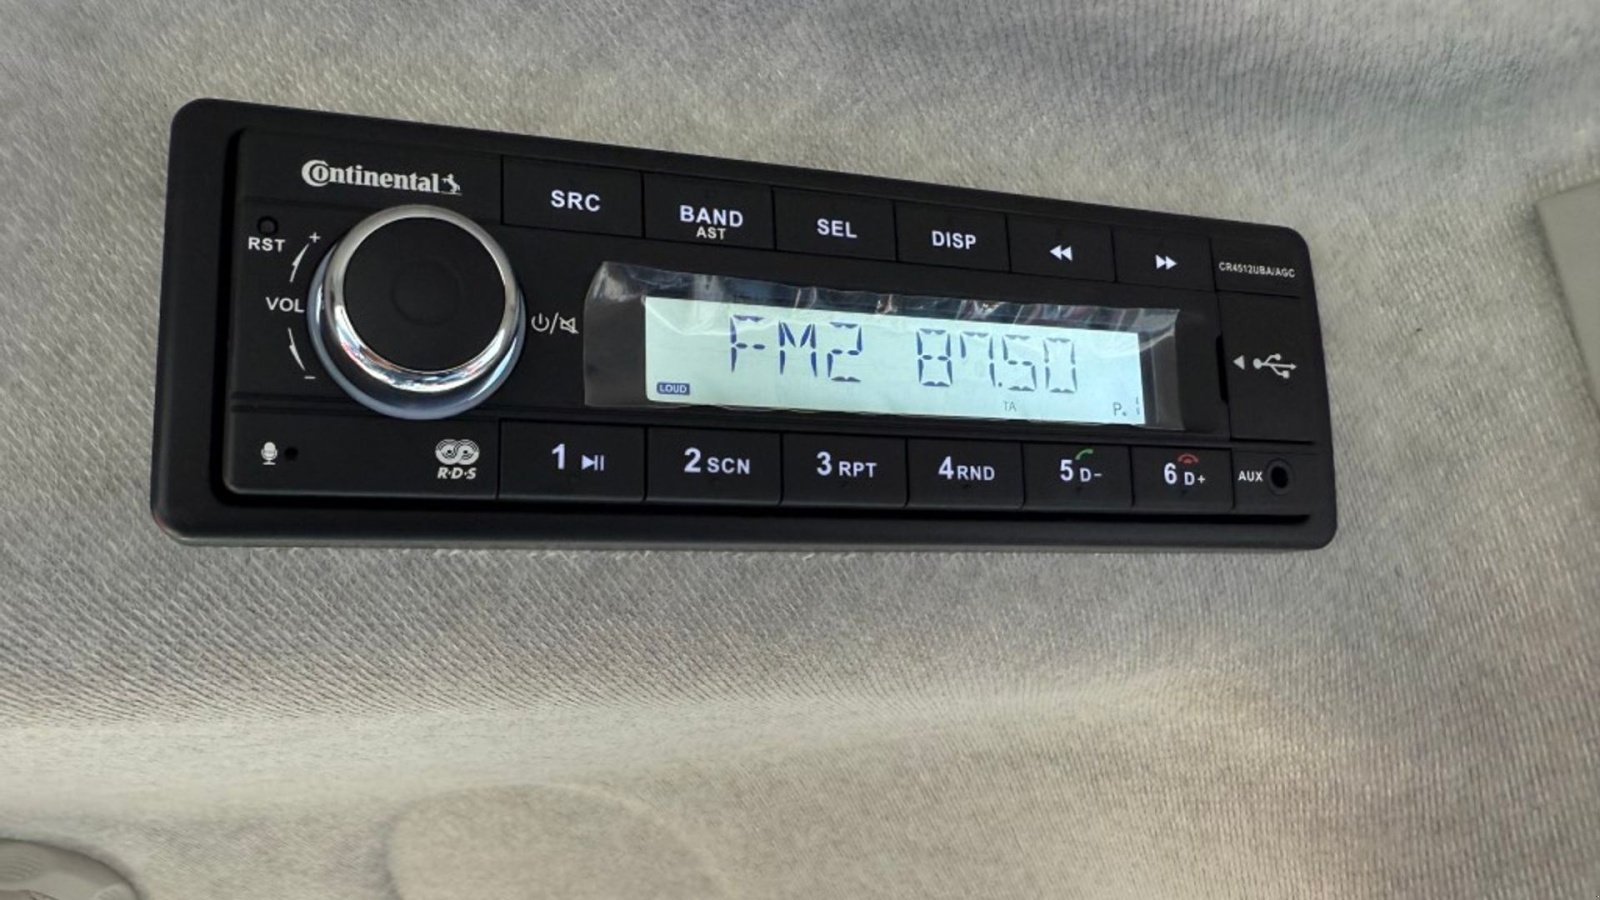 Continental
SRC
BAND
AST
SEL
DISP
CR4512UBA/AGC
RST
+
VOL
-
FM2 87.50
LOUD
TA
P.
R·D·S
1
2 SCN
3 RPT
4 RND
5 D-
6 D+
AUX